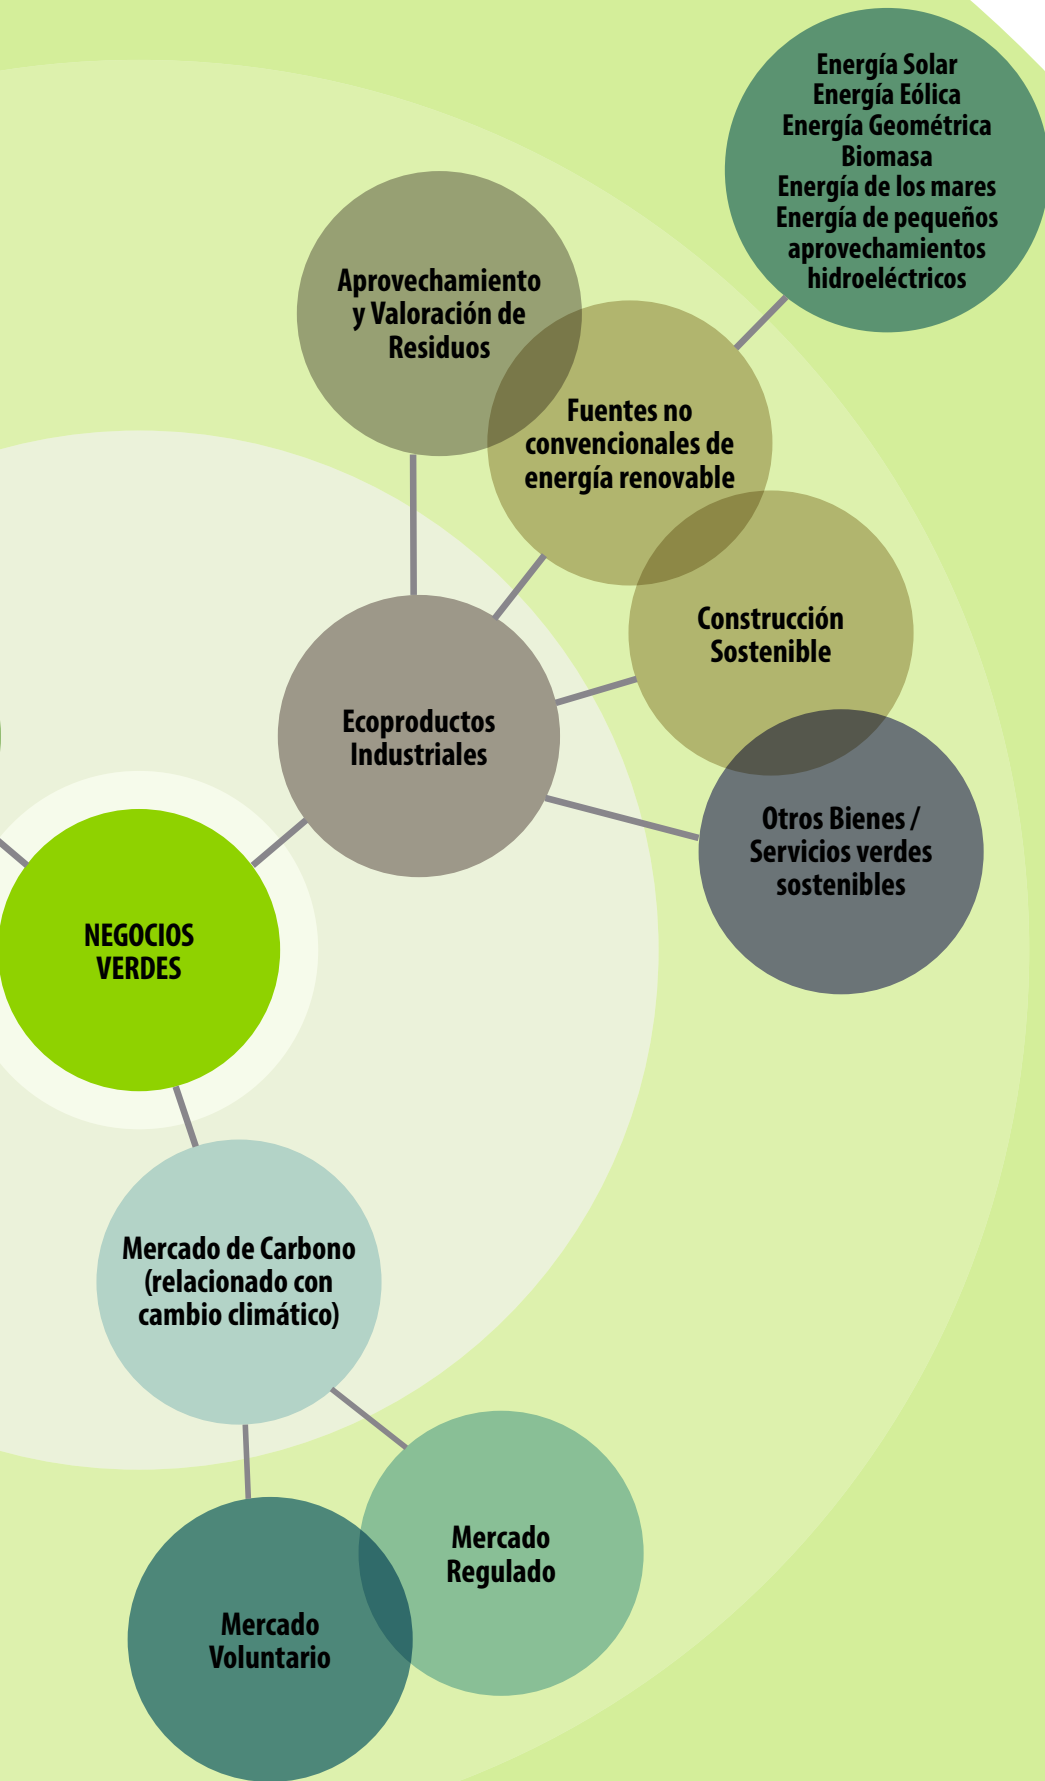 Energía Solar
Energía Eólica
Energía Geométrica
Biomasa
Energía de los mares
Energía de pequeños
aprovechamientos
hidroeléctricos
Aprovechamiento
y Valoración de
Residuos
Fuentes no
convencionales de
energía renovable
Construcción
Sostenible
Ecoproductos
Industriales
Otros Bienes /
Servicios verdes
sostenibles
NEGOCIOS
VERDES
Mercado de Carbono
(relacionado con
cambio climático)
Mercado
Regulado
Mercado
Voluntario